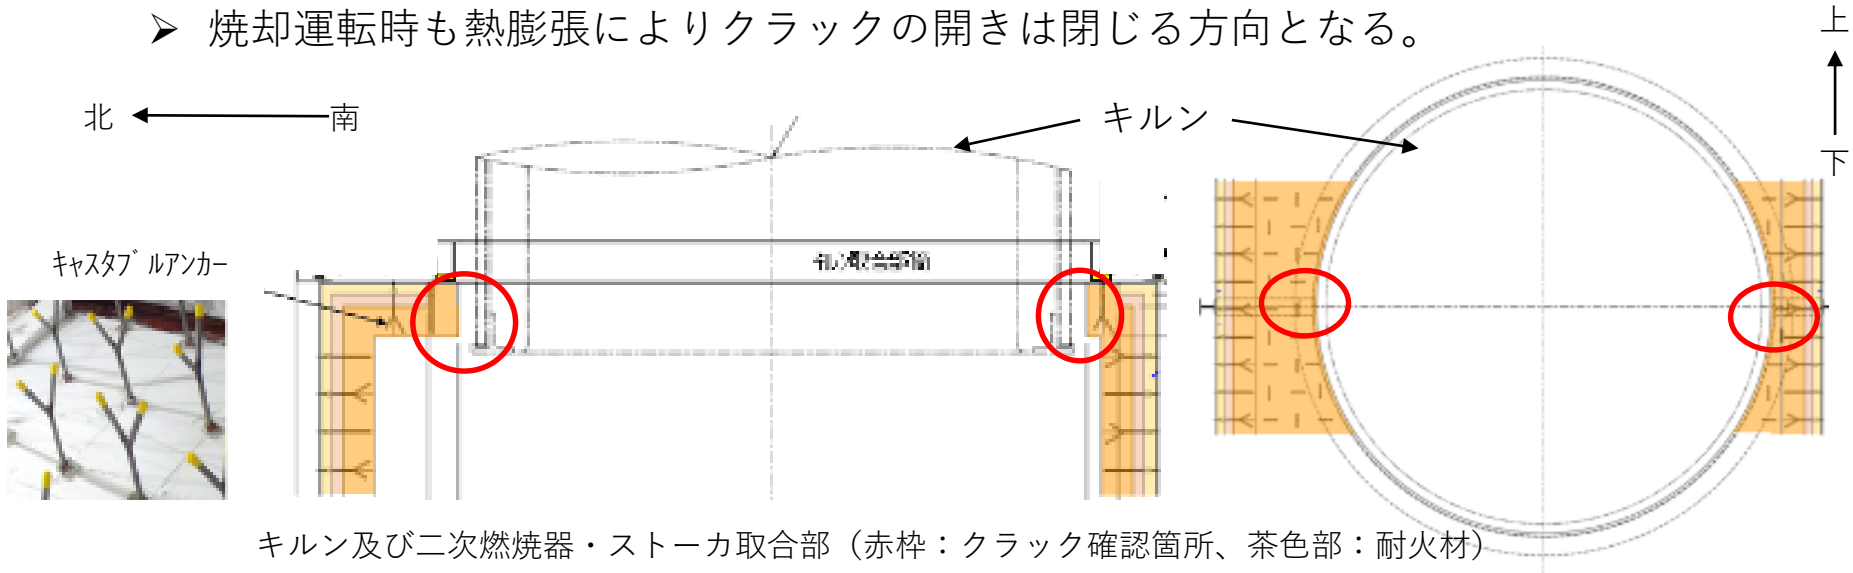 ➤ 焼却運転時も熱膨張によりクラックの開きは閉じる方向となる。
上
下
北
南
キルン
ｷｬｽﾀﾌﾞﾙｱﾝｶｰ
キルン及び二次燃焼器・ストーカ取合部（赤枠：クラック確認箇所、茶色部：耐火材）